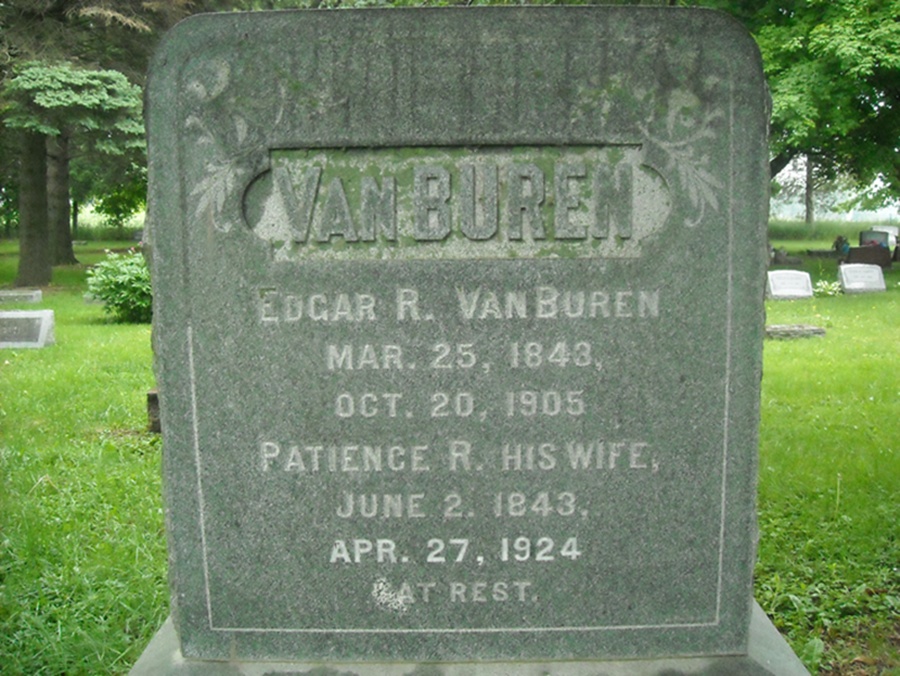 VAN BUREN
EDGAR R. VAN BUREN
MAR. 25, 1843,
OCT. 20, 1905
PATIENCE R. HIS WIFE,
JUNE 2. 1843,
APR. 27, 1924
AT REST.